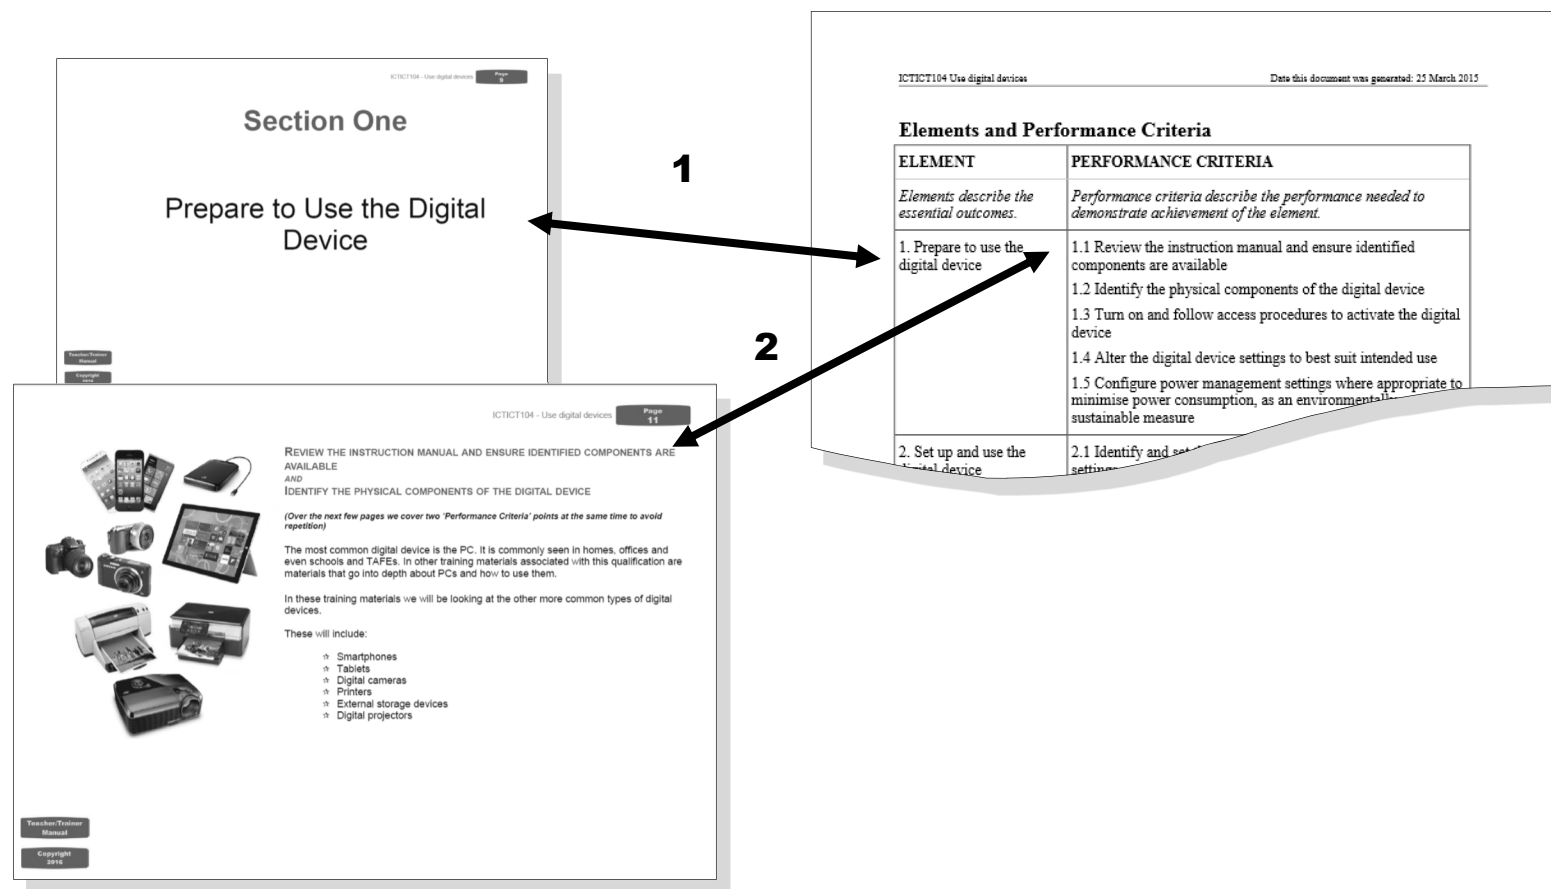 ICTICT104 - Use digital devices
Page
9
Section One
Prepare to Use the Digital
Device
Teacher/Trainer
Manual
Copyright
2016
1
2
ICTICT104 Use digital devices
Date this document was generated: 25 March 2015
Elements and Performance Criteria
ELEMENT
PERFORMANCE CRITERIA
Elements describe the
essential outcomes.
Performance criteria describe the performance needed to
demonstrate achievement of the element.
1. Prepare to use the
digital device
1.1 Review the instruction manual and ensure identified
components are available
1.2 Identify the physical components of the digital device
1.3 Turn on and follow access procedures to activate the digital
device
1.4 Alter the digital device settings to best suit intended use
1.5 Configure power management settings where appropriate to
minimise power consumption, as an environmentally
sustainable measure
2. Set up and use the
digital device
2.1 Identify and set
settings
ICTICT104 - Use digital devices
Page
11
REVIEW THE INSTRUCTION MANUAL AND ENSURE IDENTIFIED COMPONENTS ARE
AVAILABLE
AND
IDENTIFY THE PHYSICAL COMPONENTS OF THE DIGITAL DEVICE
(Over the next few pages we cover two 'Performance Criteria' points at the same time to avoid
repetition)
The most common digital device is the PC. It is commonly seen in homes, offices and
even schools and TAFEs. In other training materials associated with this qualification are
materials that go into depth about PCs and how to use them.
In these training materials we will be looking at the other more common types of digital
devices.
These will include:
☆ Smartphones
☆ Tablets
☆ Digital cameras
☆ Printers
☆ External storage devices
☆ Digital projectors
Teacher/Trainer
Manual
Copyright
2016